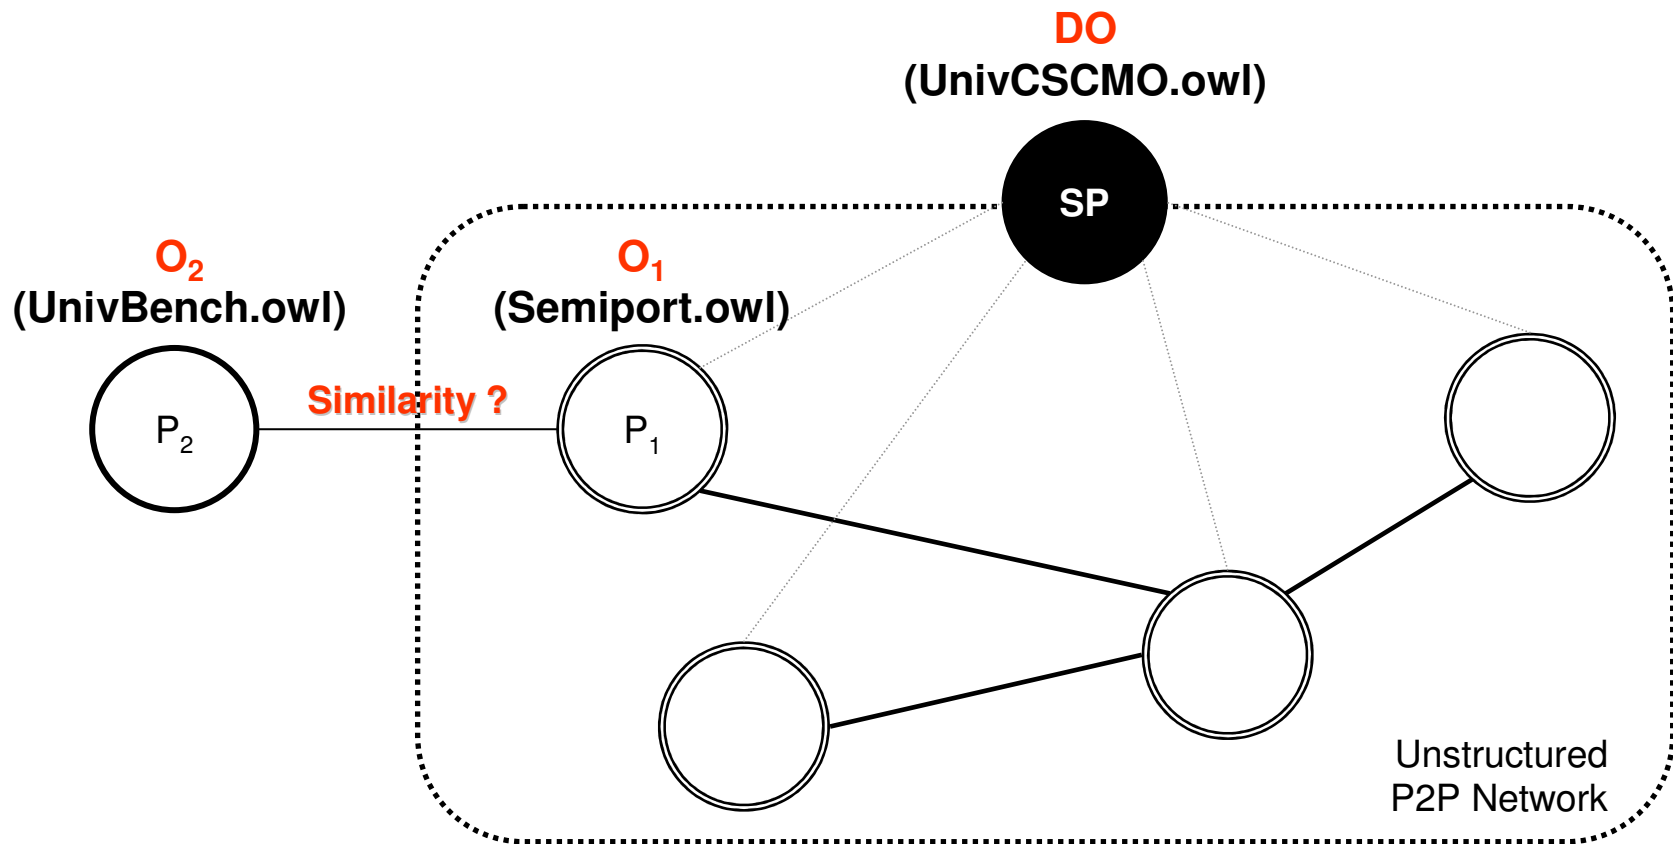 DO
(UnivCSCMO.owl)
SP
O₂
(UnivBench.owl)
O₁
(Semiport.owl)
Similarity ?
P₂
P₁
Unstructured
P2P Network